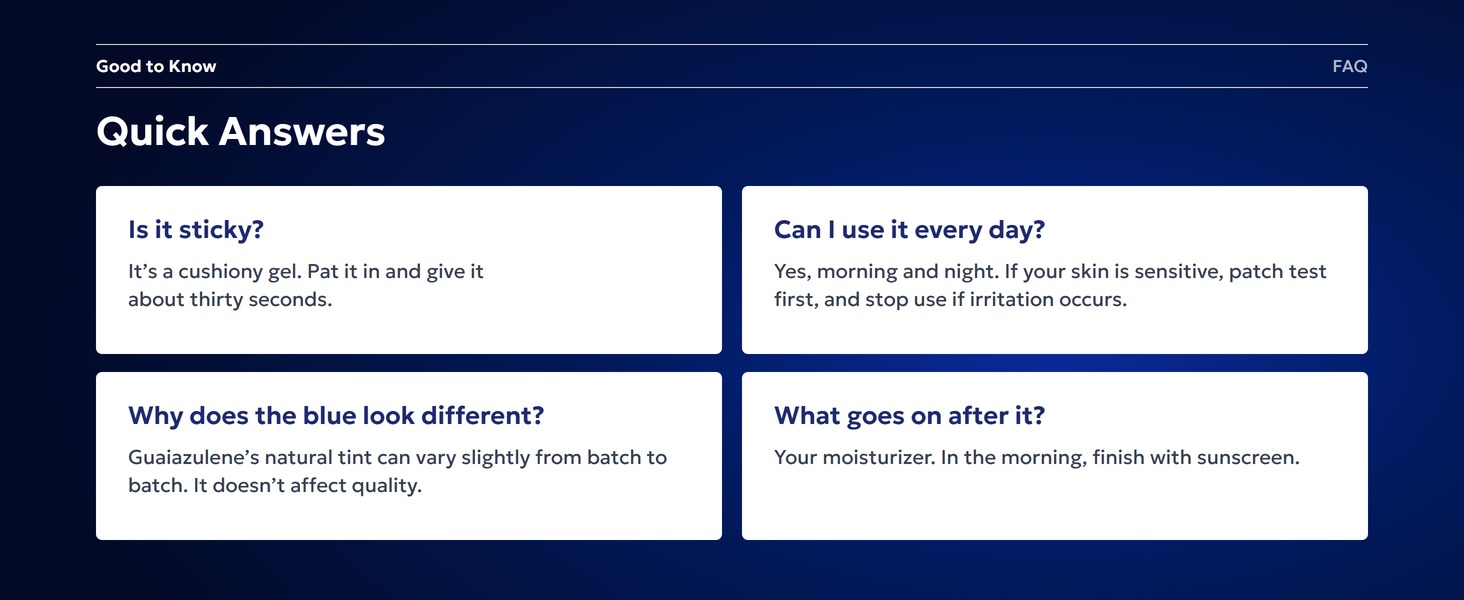 Good to Know
FAQ
Quick Answers
Is it sticky?
It’s a cushiony gel. Pat it in and give it
about thirty seconds.
Can I use it every day?
Yes, morning and night. If your skin is sensitive, patch test
first, and stop use if irritation occurs.
Why does the blue look different?
Guaiazulene’s natural tint can vary slightly from batch to
batch. It doesn’t affect quality.
What goes on after it?
Your moisturizer. In the morning, finish with sunscreen.